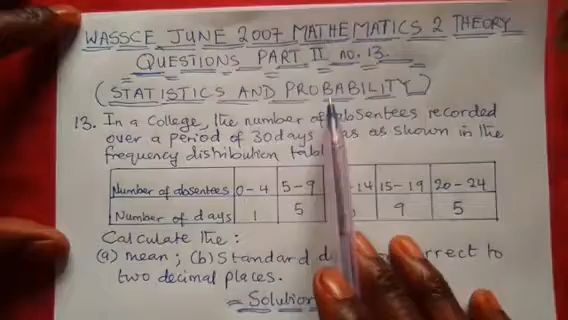 WASSCE JUNE 2007 MATHEMATICS 2 THEORY
QUESTIONS PART II no. 13.
(STATISTICS AND PROBABILITY)
13. In a College, the number of absentees recorded
over a period of 30 days as shown in the
frequency distribution
Number of absentees 0-4 5-9 -14 15-19 20-24
Number of days 1 5 9 5
Calculate the:
(a) mean; (b) Standard correct to
two decimal places.
Solution